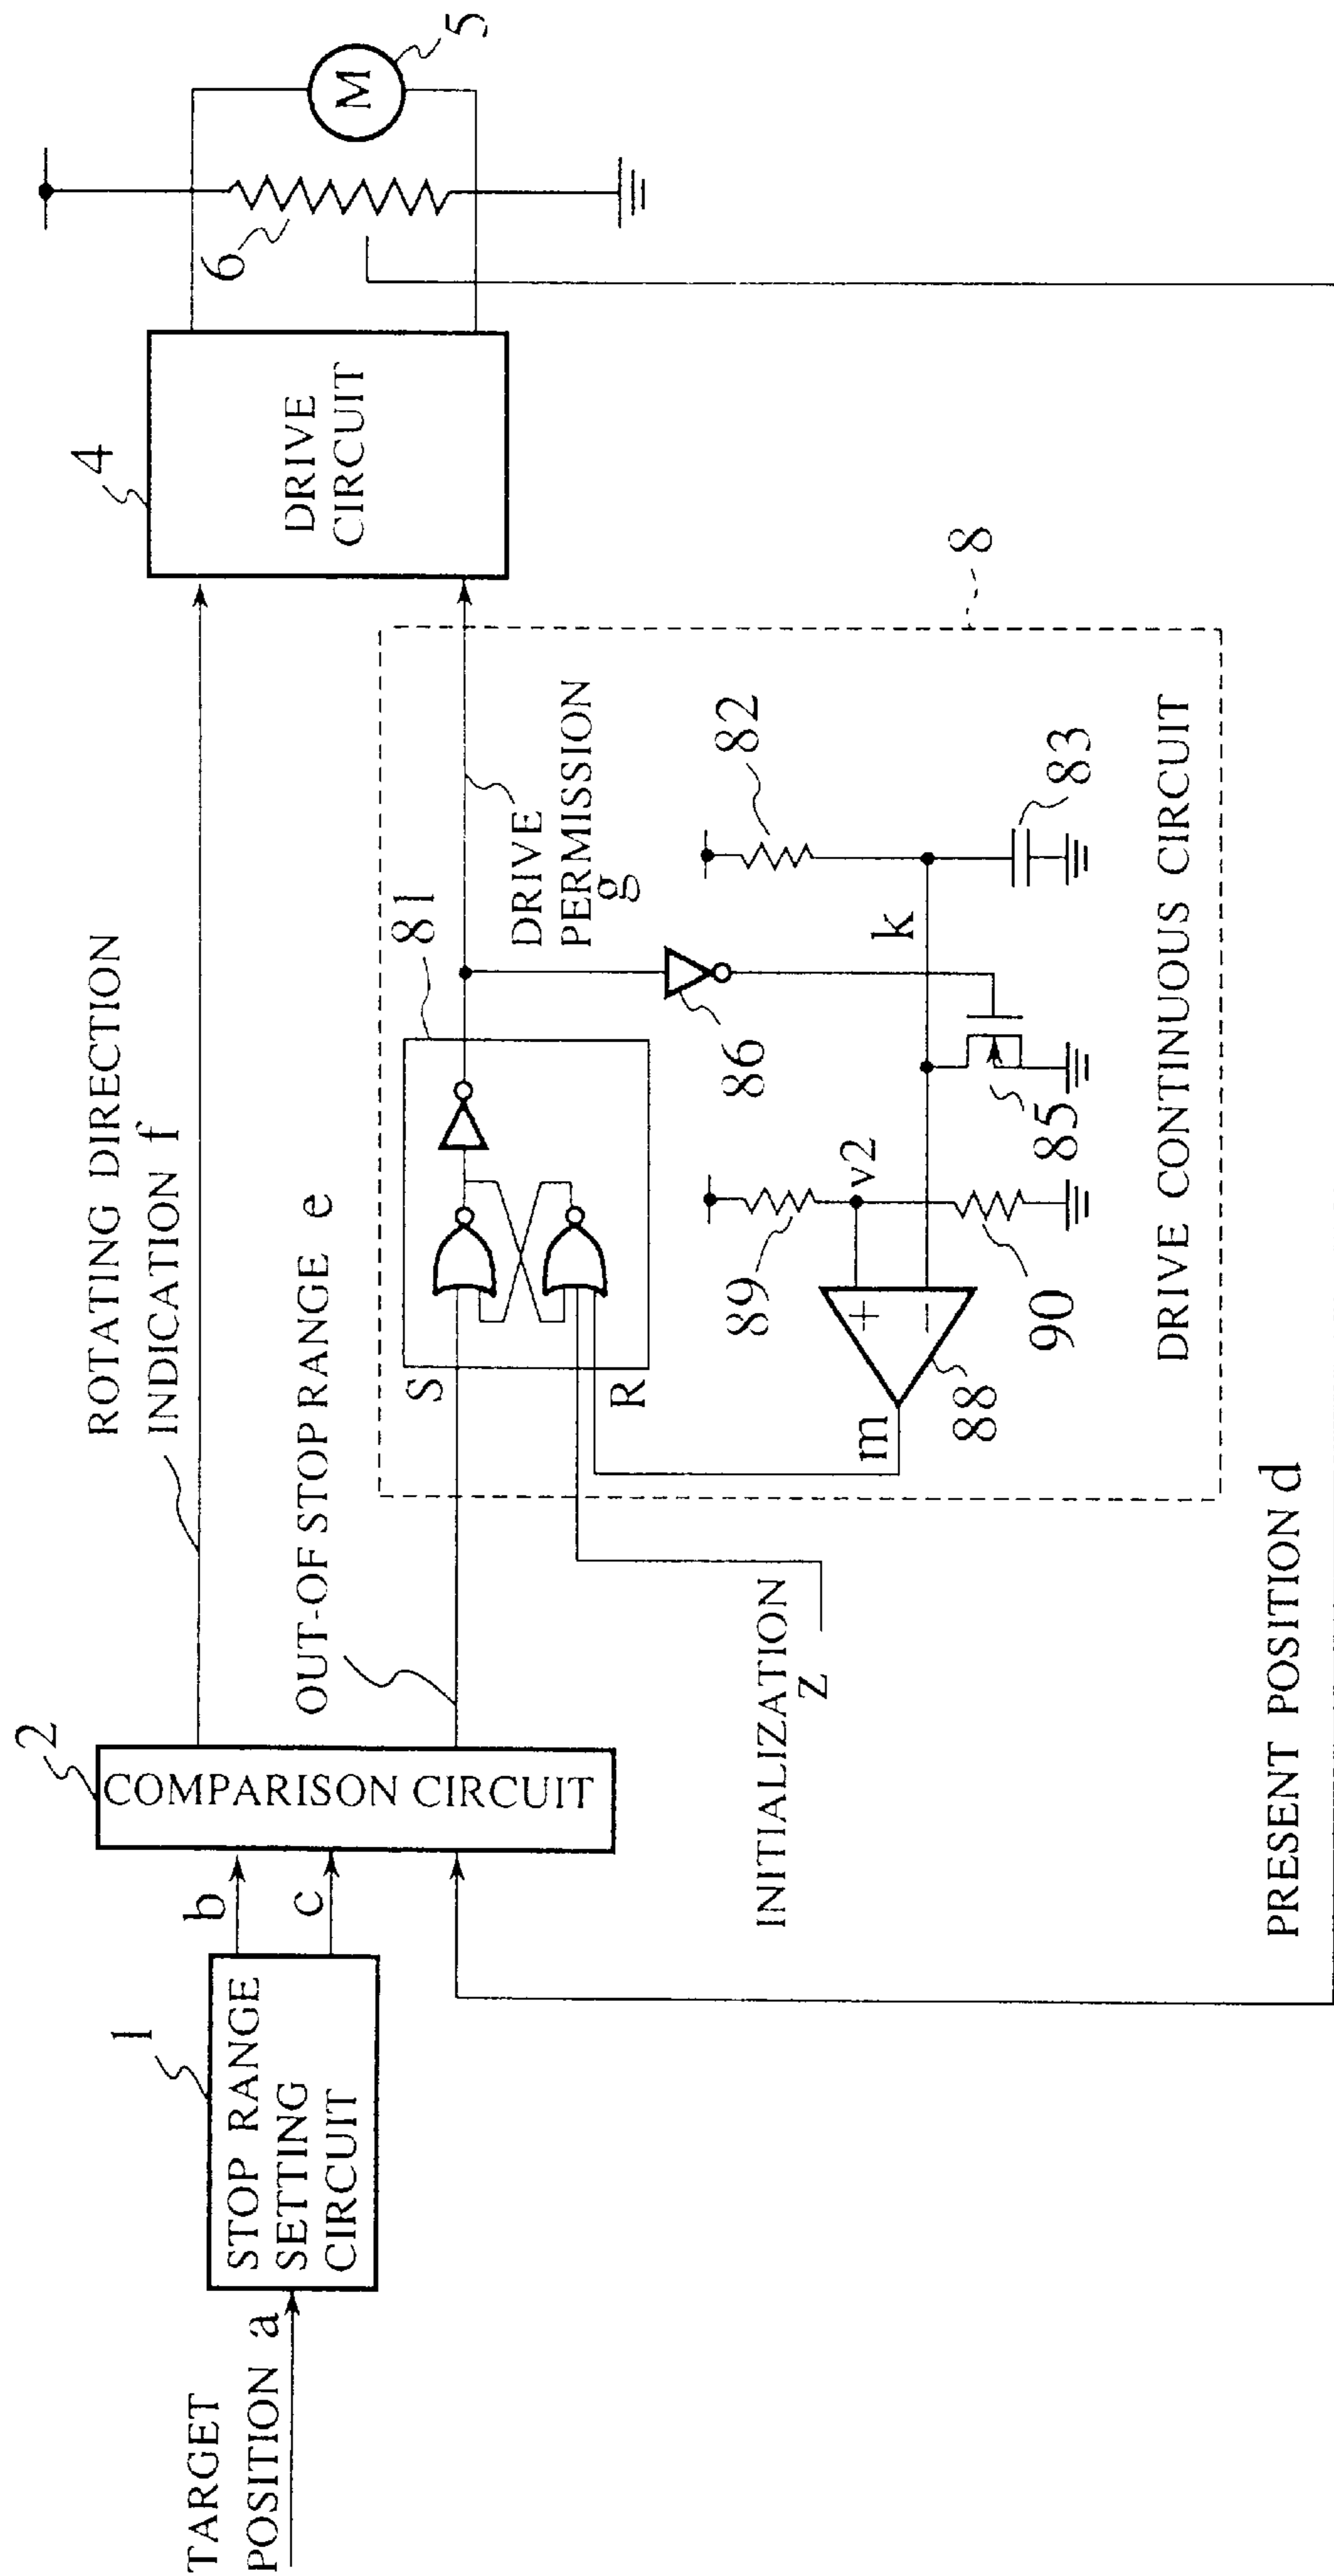 TARGET
POSITION a
1
STOP RANGE
SETTING
CIRCUIT
b
c
2
COMPARISON CIRCUIT
ROTATING DIRECTION
INDICATION f
OUT-OF STOP RANGE e
INITIALIZATION
z
S
R
81
DRIVE
PERMISSION
g
86
82
k
83
85
89
v2
90
+
−
88
m
DRIVE CONTINUOUS CIRCUIT
8
4
DRIVE
CIRCUIT
6
M
5
PRESENT POSITION d